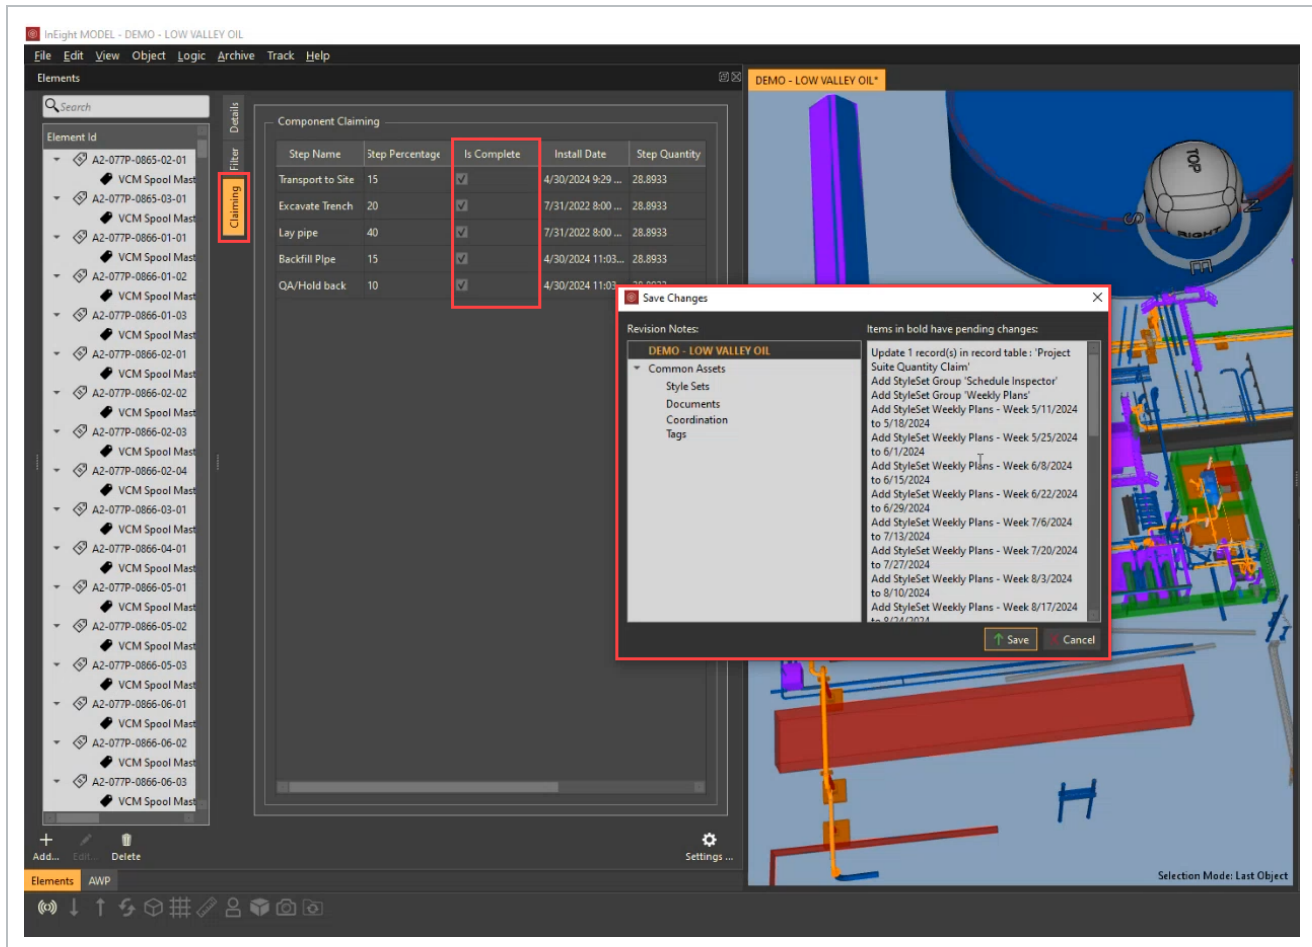 InEight MODEL - DEMO - LOW VALLEY OIL
File Edit View Object Logic Archive Track Help
Elements
DEMO - LOW VALLEY OIL*
Search
Element Id
A2-077P-0865-02-01
VCM Spool Mast
A2-077P-0865-03-01
VCM Spool Mast
A2-077P-0866-01-01
VCM Spool Mast
A2-077P-0866-01-02
VCM Spool Mast
A2-077P-0866-01-03
VCM Spool Mast
A2-077P-0866-02-01
VCM Spool Mast
A2-077P-0866-02-02
VCM Spool Mast
A2-077P-0866-02-03
VCM Spool Mast
A2-077P-0866-02-04
VCM Spool Mast
A2-077P-0866-03-01
VCM Spool Mast
A2-077P-0866-04-01
VCM Spool Mast
A2-077P-0866-05-01
VCM Spool Mast
A2-077P-0866-05-02
VCM Spool Mast
A2-077P-0866-05-03
VCM Spool Mast
A2-077P-0866-06-01
VCM Spool Mast
A2-077P-0866-06-02
VCM Spool Mast
A2-077P-0866-06-03
VCM Spool Mast
Details
Filter
Claiming
Component Claiming
Step Name Step Percentage Is Complete Install Date Step Quantity
Transport to Site 15 4/30/2024 9:29 ... 28.8933
Excavate Trench 20 7/31/2022 8:00 ... 28.8933
Lay pipe 40 7/31/2022 8:00 ... 28.8933
Backfill PIpe 15 4/30/2024 11:03... 28.8933
QA/Hold back 10 4/30/2024 11:03... 28.8933
Save Changes
Revision Notes:
DEMO - LOW VALLEY OIL
Common Assets
Style Sets
Documents
Coordination
Tags
Items in bold have pending changes:
Update 1 record(s) in record table : 'Project
Suite Quantity Claim'
Add StyleSet Group 'Schedule Inspector'
Add StyleSet Group 'Weekly Plans'
Add StyleSet Weekly Plans - Week 5/11/2024
to 5/18/2024
Add StyleSet Weekly Plans - Week 5/25/2024
to 6/1/2024
Add StyleSet Weekly Plans - Week 6/8/2024
to 6/15/2024
Add StyleSet Weekly Plans - Week 6/22/2024
to 6/29/2024
Add StyleSet Weekly Plans - Week 7/6/2024
to 7/13/2024
Add StyleSet Weekly Plans - Week 7/20/2024
to 7/27/2024
Add StyleSet Weekly Plans - Week 8/3/2024
to 8/10/2024
Add StyleSet Weekly Plans - Week 8/17/2024
to 8/24/2024
Save Cancel
TOP
RIGHT
S
N
E
Add... Edit... Delete
Settings ...
Elements AWP
Selection Mode: Last Object